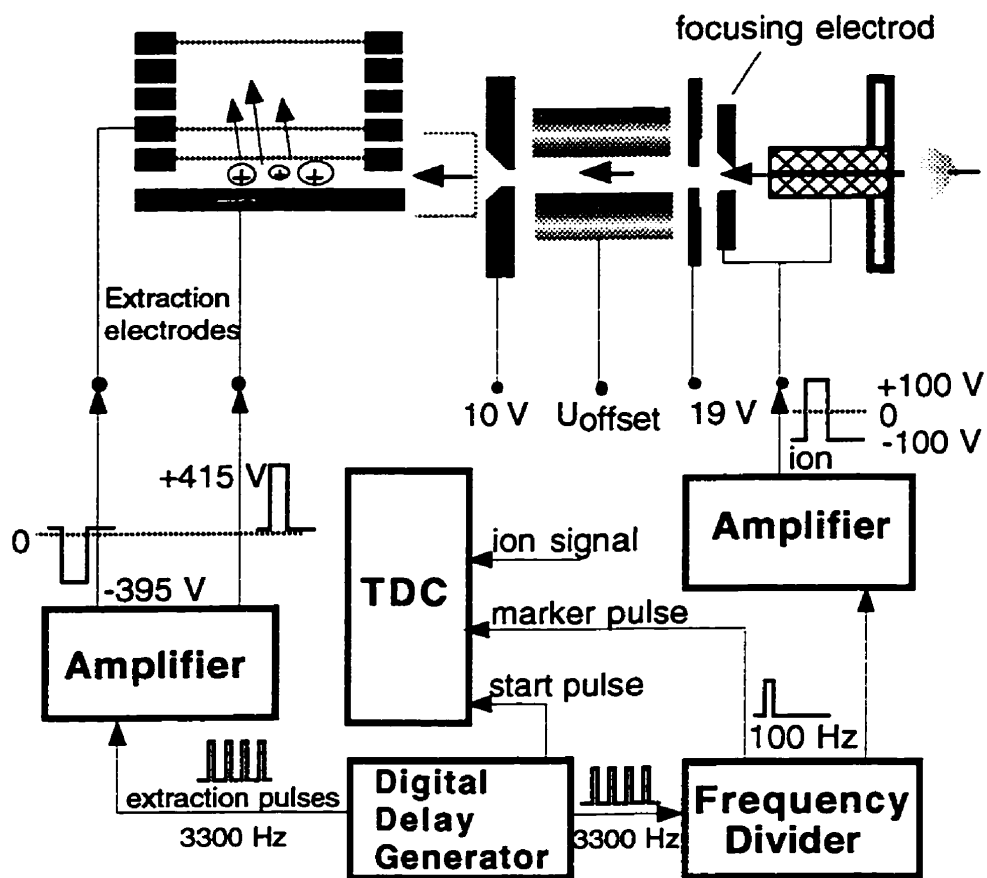 focusing electrod
Extraction
electrodes
10 V
Uoffset
19 V
+100 V
0
-100 V
ion
+415 V
0
-395 V
Amplifier
TDC
ion signal
marker pulse
start pulse
Amplifier
100 Hz
extraction pulses
3300 Hz
Digital
Delay
Generator
3300 Hz
Frequency
Divider